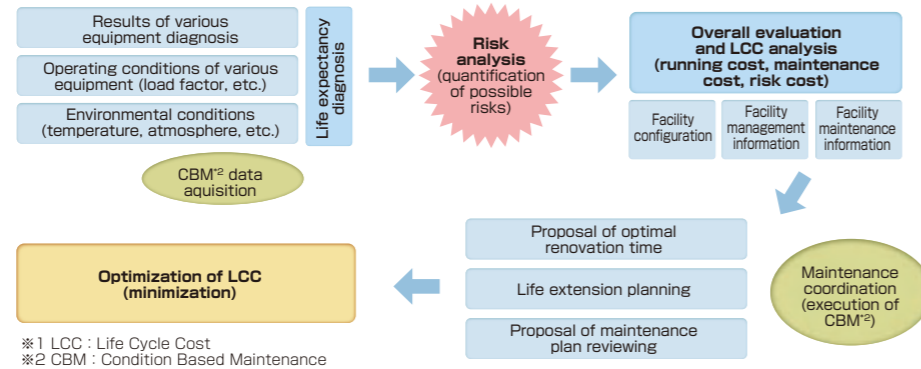 Results of various
equipment diagnosis
Operating conditions of various
equipment (load factor, etc.)
Environmental conditions
(temperature, atmosphere, etc.)
Life expectancy
diagnosis
CBM*2 data
aquisition
Risk
analysis
(quantification
of possible
risks)
Overall evaluation
and LCC analysis
(running cost, maintenance
cost, risk cost)
Facility
configuration
Facility
management
information
Facility
maintenance
information
Proposal of optimal
renovation time
Life extension planning
Proposal of maintenance
plan reviewing
Maintenance
coordination
(execution of
CBM*2)
Optimization of LCC
(minimization)
※1 LCC : Life Cycle Cost
※2 CBM : Condition Based Maintenance